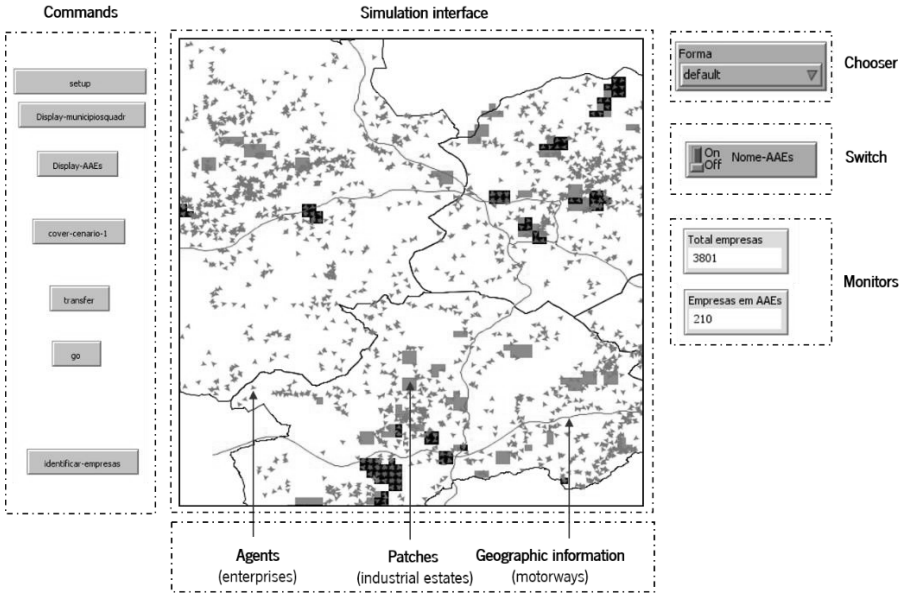 Commands
Simulation interface
setup
Display-municipiosquadr
Display-AAEs
cover-cenario-1
transfer
go
identificar-empresas
Forma
default
Chooser
On
Off
Nome-AAEs
Switch
Total empresas
3801
Empresas em AAEs
210
Monitors
Agents
(enterprises)
Patches
(industrial estates)
Geographic information
(motorways)